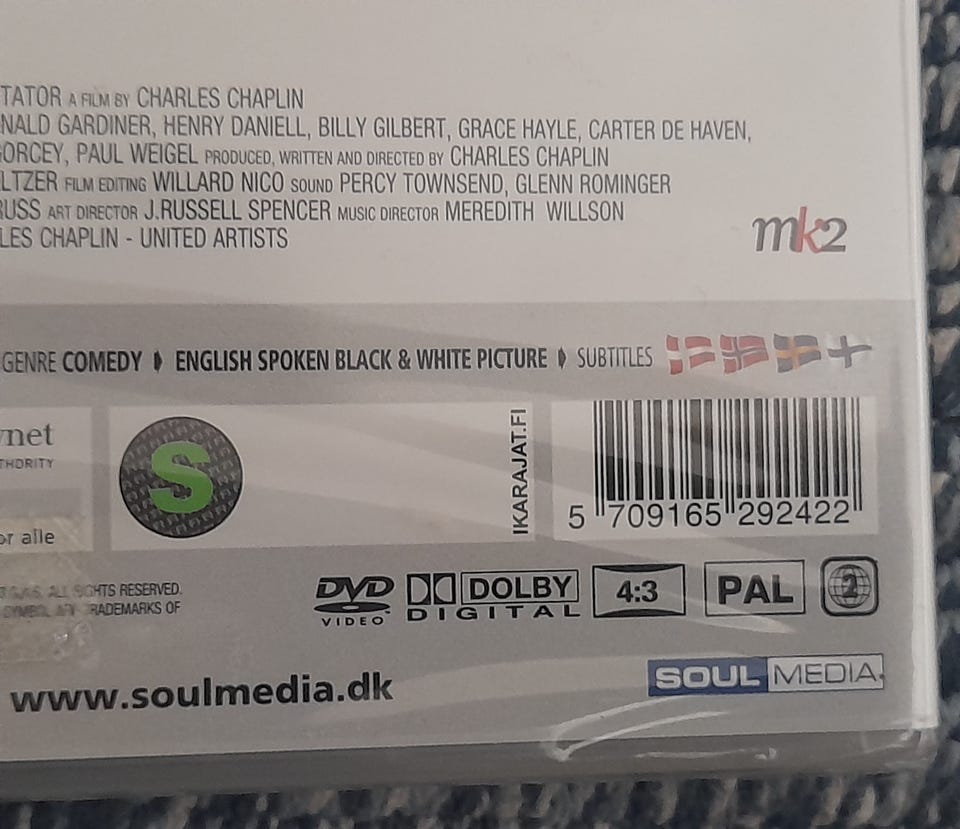 TATOR A FILM BY CHARLES CHAPLIN
NALD GARDINER, HENRY DANIELL, BILLY GILBERT, GRACE HAYLE, CARTER DE HAVEN,
GORCEY, PAUL WEIGEL PRODUCED, WRITTEN AND DIRECTED BY CHARLES CHAPLIN
LTZER FILM EDITING WILLARD NICO SOUND PERCY TOWNSEND, GLENN ROMINGER
RUSS ART DIRECTOR J.RUSSELL SPENCER MUSIC DIRECTOR MEREDITH WILLSON
LES CHAPLIN - UNITED ARTISTS
mk2
GENRE COMEDY ENGLISH SPOKEN BLACK & WHITE PICTURE SUBTITLES
net
THORITY
or alle
S
IKARAJAT.FI
5 709165 292422
ALL RIGHTS RESERVED.
TRADEMARKS OF
DVD VIDEO
DOLBY DIGITAL
4:3
PAL
2
www.soulmedia.dk
SOUL MEDIA